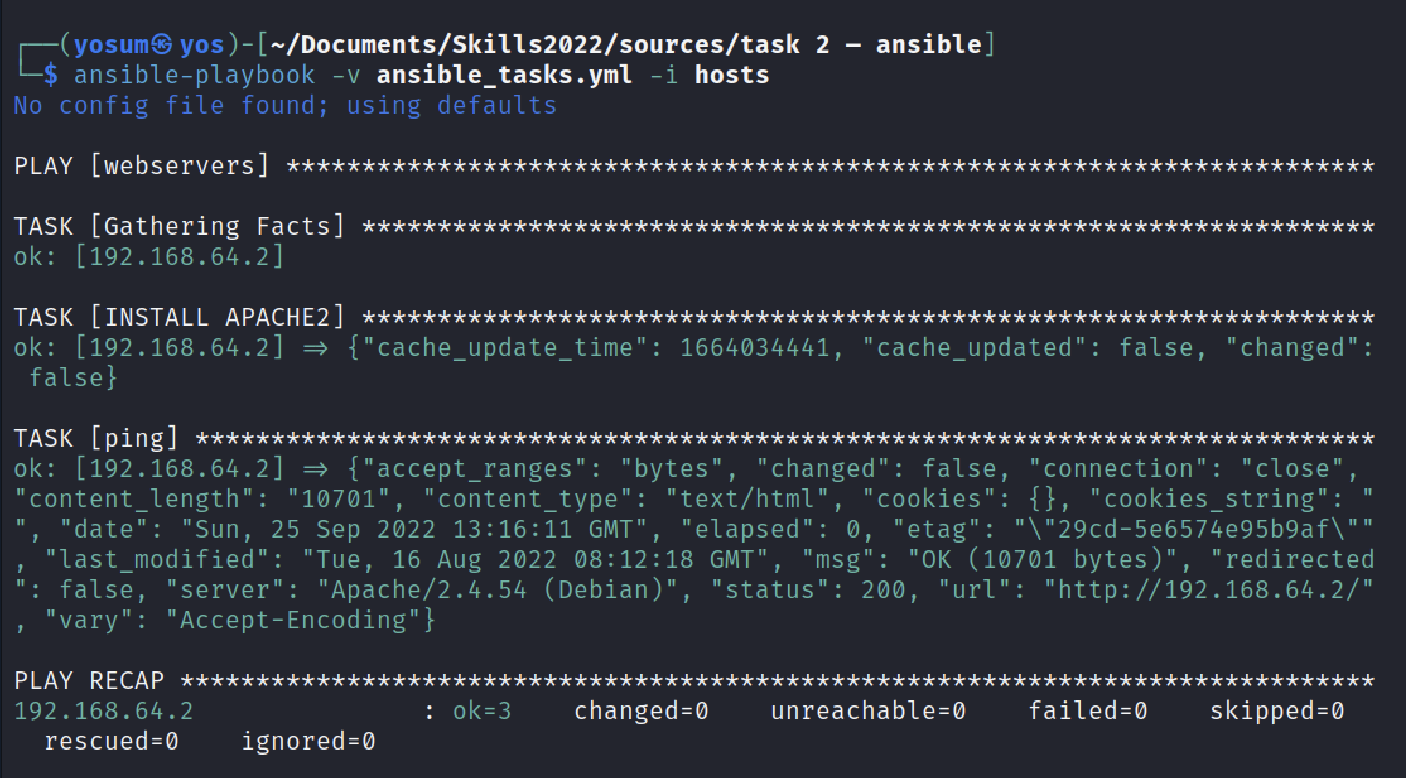 ┌──(yosum㉿yos)-[~/Documents/Skills2022/sources/task 2 – ansible]
└─$ ansible-playbook -v ansible_tasks.yml -i hosts
No config file found; using defaults

PLAY [webservers] ************************************************************************

TASK [Gathering Facts] *******************************************************************
ok: [192.168.64.2]

TASK [INSTALL APACHE2] *******************************************************************
ok: [192.168.64.2] => {"cache_update_time": 1664034441, "cache_updated": false, "changed":
 false}

TASK [ping] ******************************************************************************
ok: [192.168.64.2] => {"accept_ranges": "bytes", "changed": false, "connection": "close",
"content_length": "10701", "content_type": "text/html", "cookies": {}, "cookies_string": "
", "date": "Sun, 25 Sep 2022 13:16:11 GMT", "elapsed": 0, "etag": "\"29cd-5e6574e95b9af\""
, "last_modified": "Tue, 16 Aug 2022 08:12:18 GMT", "msg": "OK (10701 bytes)", "redirected
": false, "server": "Apache/2.4.54 (Debian)", "status": 200, "url": "http://192.168.64.2/"
, "vary": "Accept-Encoding"}

PLAY RECAP *******************************************************************************
192.168.64.2               : ok=3    changed=0    unreachable=0    failed=0    skipped=0
  rescued=0    ignored=0